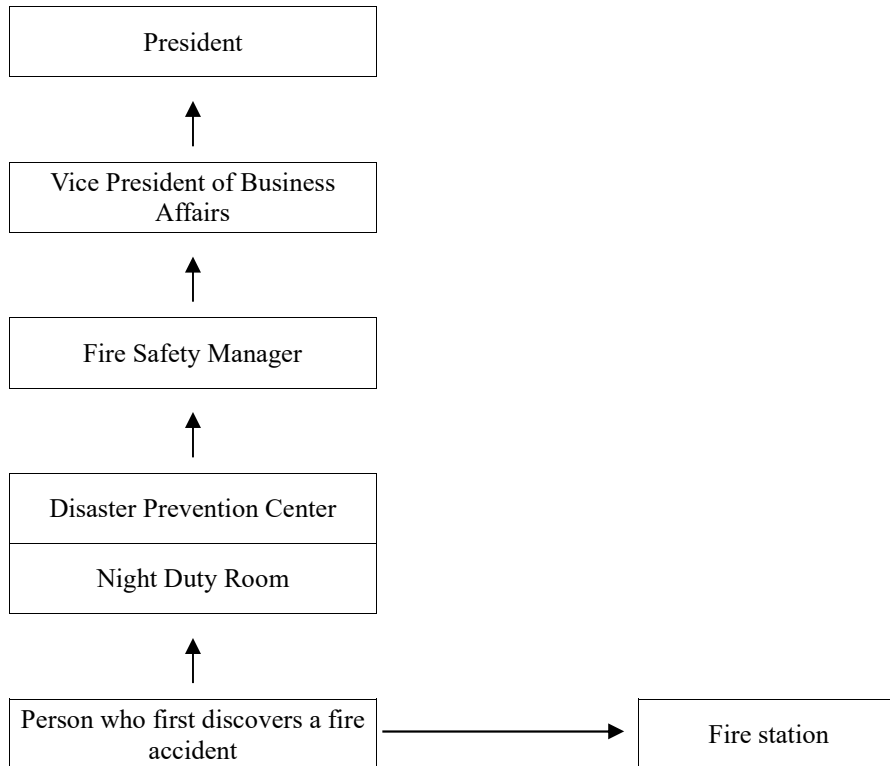 President
Vice President of Business
Affairs
Fire Safety Manager
Disaster Prevention Center
Night Duty Room
Person who first discovers a fire
accident
Fire station